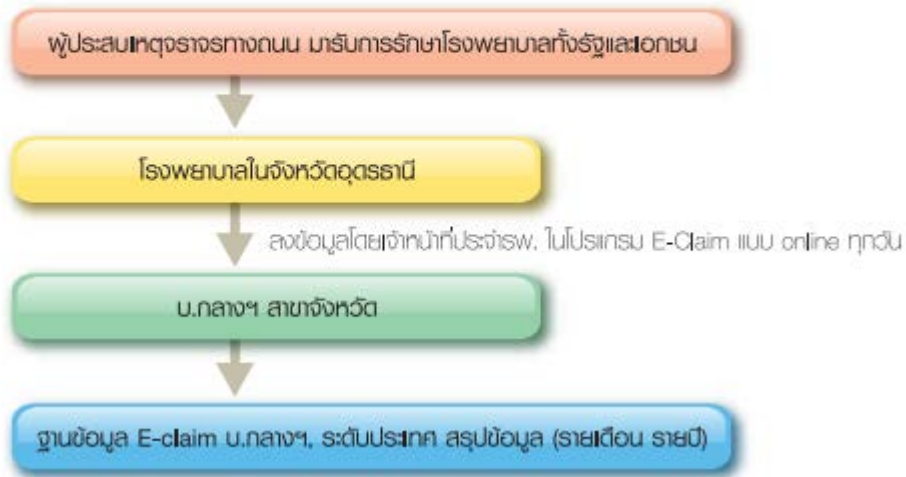 ผู้ประสบเหตุจราจรทางถนน มารับการรักษาโรงพยาบาลทั้งรัฐและเอกชน
โรงพยาบาลในจังหวัดอุดรธานี
ลงข้อมูลโดยเจ้าหน้าที่ประจำรพ. ในโปรแกรม E-Claim แบบ online ทุกวัน
บ.กลางฯ สาขาจังหวัด
ฐานข้อมูล E-claim บ.กลางฯ, ระดับประเทศ สรุปข้อมูล (รายเดือน รายปี)